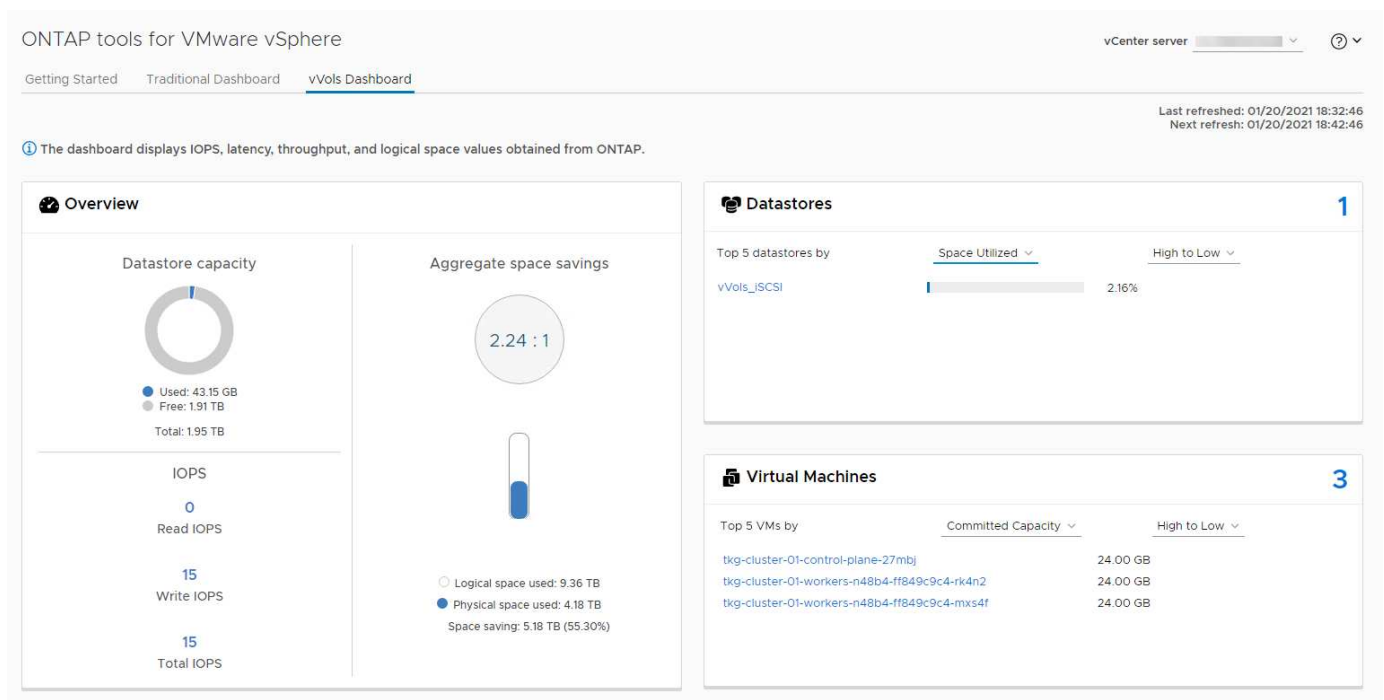 ONTAP tools for VMware vSphere
vCenter server
Getting Started Traditional Dashboard vVols Dashboard
Last refreshed: 01/20/2021 18:32:46
Next refresh: 01/20/2021 18:42:46
The dashboard displays IOPS, latency, throughput, and logical space values obtained from ONTAP.
Overview
Datastore capacity
Used: 43.15 GB
Free: 1.91 TB
Total: 1.95 TB
IOPS
0
Read IOPS
15
Write IOPS
15
Total IOPS
Aggregate space savings
2.24 : 1
Logical space used: 9.36 TB
Physical space used: 4.18 TB
Space saving: 5.18 TB (55.30%)
Datastores 1
Top 5 datastores by Space Utilized High to Low
vVols_iSCSI 2.16%
Virtual Machines 3
Top 5 VMs by Committed Capacity High to Low
tkg-cluster-01-control-plane-27mbj 24.00 GB
tkg-cluster-01-workers-n48b4-ff849c9c4-rk4n2 24.00 GB
tkg-cluster-01-workers-n48b4-ff849c9c4-mxs4f 24.00 GB